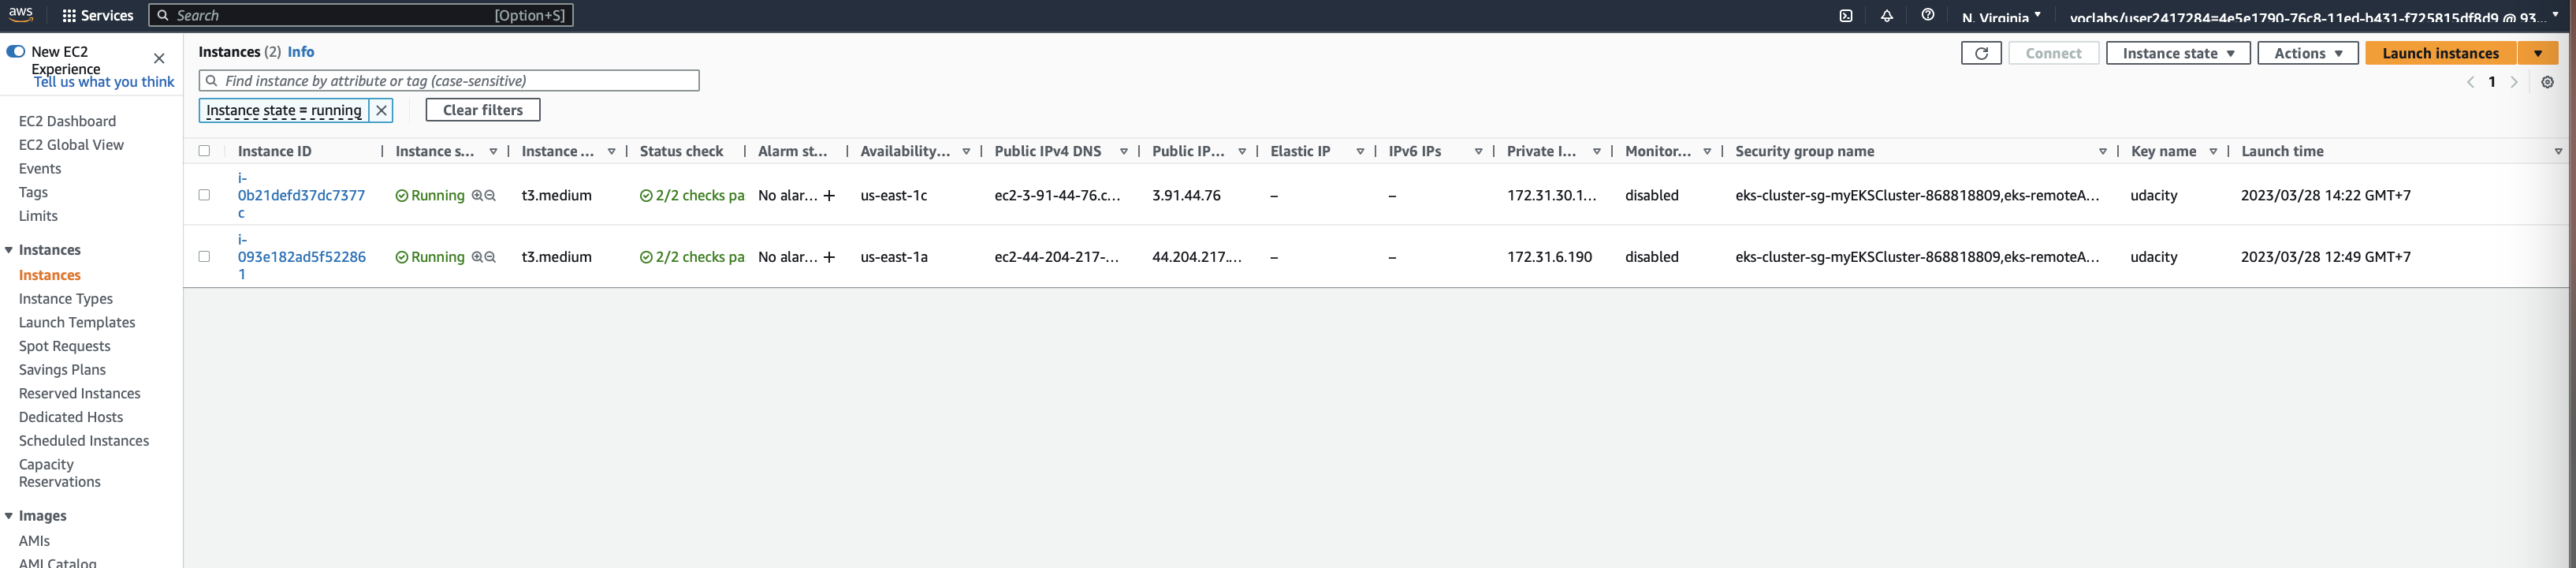 aws
Services
Search
[Option+S]
N. Virginia
voclabs/user2417284=4e5e1790-76c8-11ed-b431-f725815df8d9 @ 93...
New EC2
Experience
Tell us what you think
EC2 Dashboard
EC2 Global View
Events
Tags
Limits
Instances
Instances
Instance Types
Launch Templates
Spot Requests
Savings Plans
Reserved Instances
Dedicated Hosts
Scheduled Instances
Capacity
Reservations
Images
AMIs
AMI Catalog
Instances (2) Info
Connect
Instance state
Actions
Launch instances
Find instance by attribute or tag (case-sensitive)
1
Instance state = running
Clear filters
Instance ID Instance s... Instance ... Status check Alarm st... Availability... Public IPv4 DNS Public IP... Elastic IP IPv6 IPs Private I... Monitor... Security group name Key name Launch time
i-
0b21defd37dc7377
c
Running t3.medium 2/2 checks pa No alar... + us-east-1c ec2-3-91-44-76.c... 3.91.44.76 – – 172.31.30.1... disabled eks-cluster-sg-myEKSCluster-868818809,eks-remoteA... udacity 2023/03/28 14:22 GMT+7
i-
093e182ad5f52286
1
Running t3.medium 2/2 checks pa No alar... + us-east-1a ec2-44-204-217-... 44.204.217.... – – 172.31.6.190 disabled eks-cluster-sg-myEKSCluster-868818809,eks-remoteA... udacity 2023/03/28 12:49 GMT+7